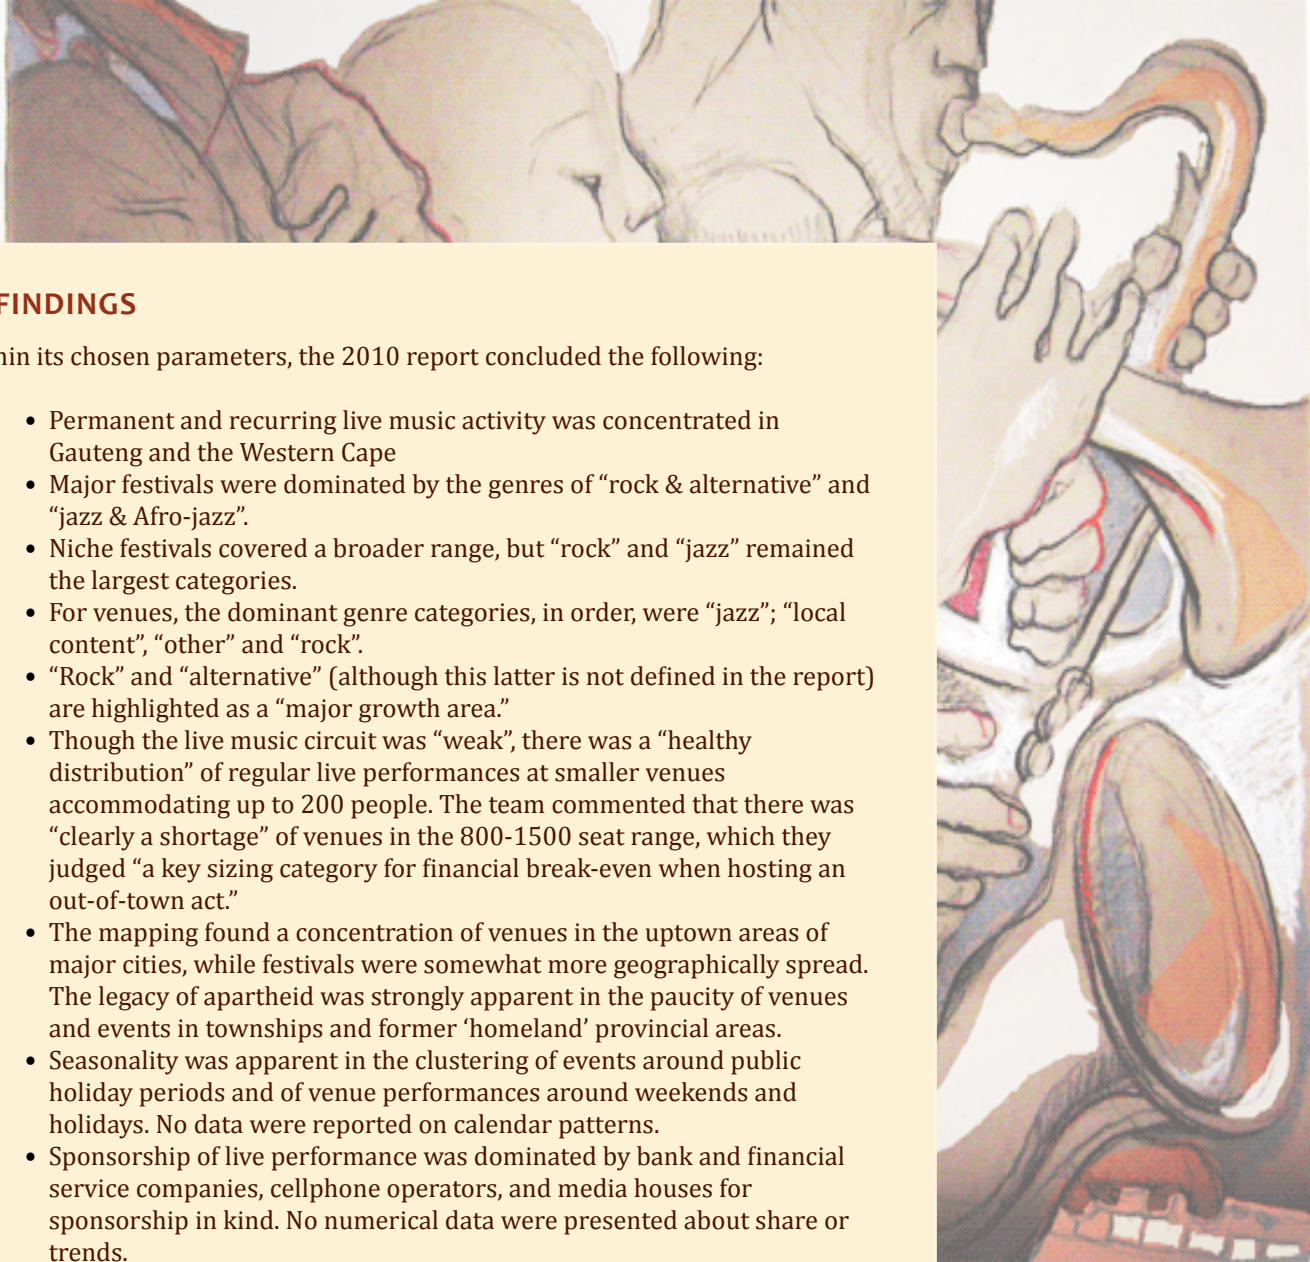 FINDINGS
its chosen parameters, the 2010 report concluded the following:
• Permanent and recurring live music activity was concentrated in
Gauteng and the Western Cape
• Major festivals were dominated by the genres of “rock & alternative” and
“jazz & Afro-jazz”.
• Niche festivals covered a broader range, but “rock” and “jazz” remained
the largest categories.
• For venues, the dominant genre categories, in order, were “jazz”; “local
content”, “other” and “rock”.
• “Rock” and “alternative” (although this latter is not defined in the report)
are highlighted as a “major growth area.”
• Though the live music circuit was “weak”, there was a “healthy
distribution” of regular live performances at smaller venues
accommodating up to 200 people. The team commented that there was
“clearly a shortage” of venues in the 800-1500 seat range, which they
judged “a key sizing category for financial break-even when hosting an
out-of-town act.”
• The mapping found a concentration of venues in the uptown areas of
major cities, while festivals were somewhat more geographically spread.
The legacy of apartheid was strongly apparent in the paucity of venues
and events in townships and former ‘homeland’ provincial areas.
• Seasonality was apparent in the clustering of events around public
holiday periods and of venue performances around weekends and
holidays. No data were reported on calendar patterns.
• Sponsorship of live performance was dominated by bank and financial
service companies, cellphone operators, and media houses for
sponsorship in kind. No numerical data were presented about share or
trends.